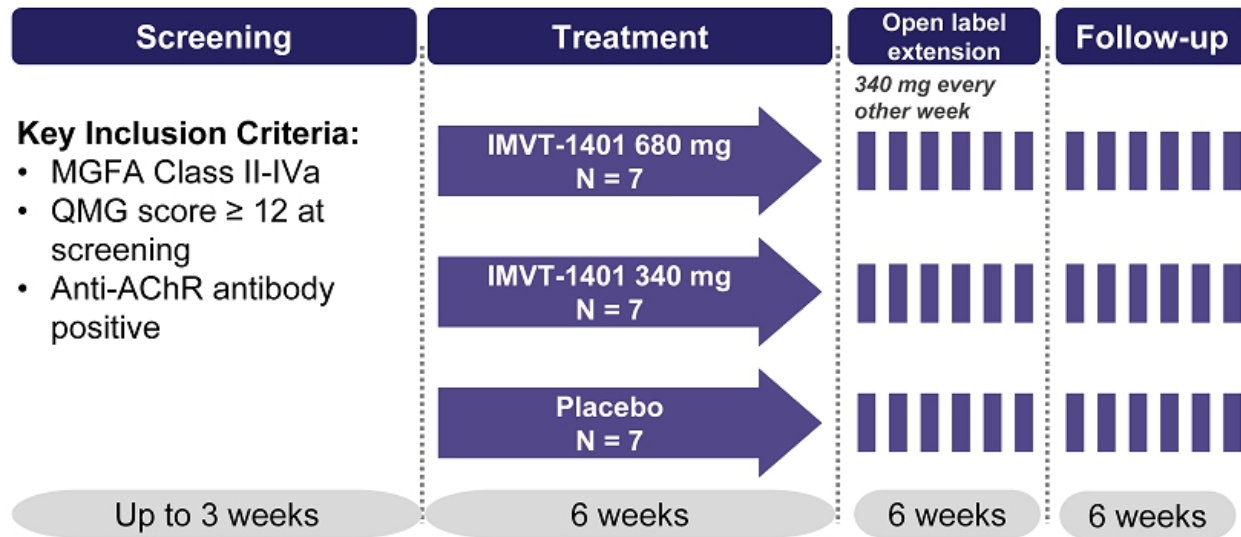 Screening
Treatment
Open label
extension
Follow-up
Key Inclusion Criteria:
• MGFA Class II-IVa
• QMG score ≥ 12 at
screening
• Anti-AChR antibody
positive
IMVT-1401 680 mg
N = 7
IMVT-1401 340 mg
N = 7
Placebo
N = 7
340 mg every
other week
Up to 3 weeks
6 weeks
6 weeks
6 weeks